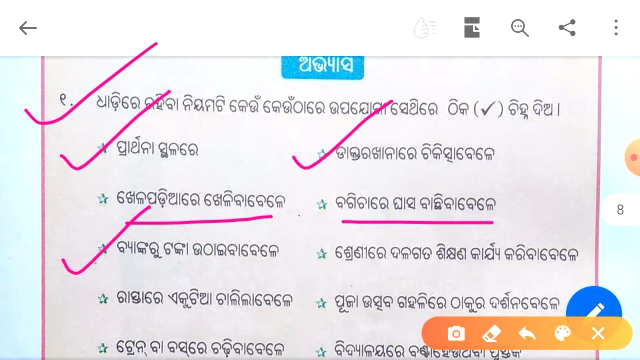 ଅଭ୍ୟାସ
୧. ଧାଡ଼ିରେ ରହିବା ନିୟମଟି କେଉଁ କେଉଁଠାରେ ଉପଯୋଗୀ ସେଥିରେ ଠିକ (✓) ଚିହ୍ନ ଦିଅ।
☆ ପ୍ରାର୍ଥନା ସ୍ଥଳରେ ☆ ଡାକ୍ତରଖାନାରେ ଚିକିତ୍ସାବେଳେ
☆ ଖେଳପଡ଼ିଆରେ ଖେଳିବାବେଳେ ☆ ବଗିଚାରେ ଘାସ ବାଛିବାବେଳେ
8
☆ ବ୍ୟାଙ୍କରୁ ଟଙ୍କା ଉଠାଇବାବେଳେ ☆ ଶ୍ରେଣୀରେ ଦଳଗତ ଶିକ୍ଷଣ କାର୍ଯ୍ୟ କରିବାବେଳେ
☆ ରାସ୍ତାରେ ଏକୁଟିଆ ଚାଲିଲାବେଳେ ☆ ପୂଜା ଉତ୍ସବ ଗହଳିରେ ଠାକୁର ଦର୍ଶନବେଳେ
☆ ଟ୍ରେନ୍ ବା ବସ୍‌ରେ ଚଢ଼ିବାବେଳେ ☆ ବିଦ୍ୟାଳୟରେ